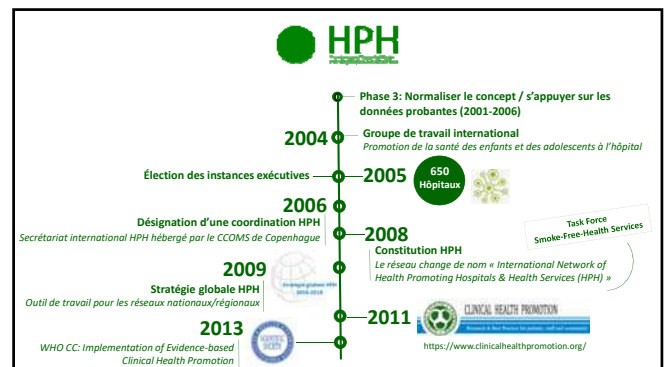 HPH
Phase 3: Normaliser le concept / s’appuyer sur les
données probantes (2001-2006)
2004
Groupe de travail international
Promotion de la santé des enfants et des adolescents à l’hôpital
Élection des instances exécutives
2005
650
Hôpitaux
2006
Désignation d’une coordination HPH
Secrétariat international HPH hébergé par le CCOMS de Copenhague
2008
Constitution HPH
Le réseau change de nom « International Network of
Health Promoting Hospitals & Health Services (HPH) »
Task Force
Smoke-Free-Health Services
2009
Stratégie globale HPH
Outil de travail pour les réseaux nationaux/régionaux
2011
CLINICAL HEALTH PROMOTION
https://www.clinicalhealthpromotion.org/
2013
WHO CC: Implementation of Evidence-based
Clinical Health Promotion
SCIENTIFIC
SOCIETY